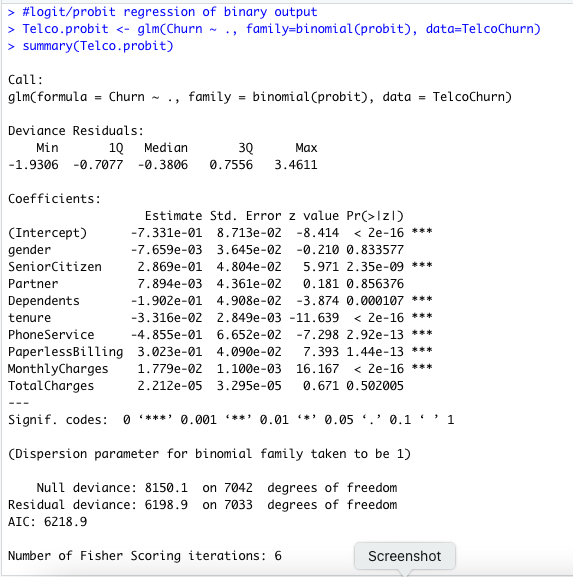 > #logit/probit regression of binary output
> Telco.probit <- glm(Churn ~ ., family=binomial(probit), data=TelcoChurn)
> summary(Telco.probit)
Call:
glm(formula = Churn ~ ., family = binomial(probit), data = TelcoChurn)
Deviance Residuals:
Min 1Q Median 3Q Max
-1.9306 -0.7077 -0.3806 0.7556 3.4611
Coefficients:
Estimate Std. Error z value Pr(>|z|)
(Intercept) -7.331e-01 8.713e-02 -8.414 < 2e-16 ***
gender -7.659e-03 3.645e-02 -0.210 0.833577
SeniorCitizen 2.869e-01 4.804e-02 5.971 2.35e-09 ***
Partner 7.894e-03 4.361e-02 0.181 0.856376
Dependents -1.902e-01 4.908e-02 -3.874 0.000107 ***
tenure -3.316e-02 2.849e-03 -11.639 < 2e-16 ***
PhoneService -4.855e-01 6.652e-02 -7.298 2.92e-13 ***
PaperlessBilling 3.023e-01 4.090e-02 7.393 1.44e-13 ***
MonthlyCharges 1.779e-02 1.100e-03 16.167 < 2e-16 ***
TotalCharges 2.212e-05 3.295e-05 0.671 0.502005
---
Signif. codes: 0 ‘***’ 0.001 ‘**’ 0.01 ‘*’ 0.05 ‘.’ 0.1 ‘ ’ 1
(Dispersion parameter for binomial family taken to be 1)
Null deviance: 8150.1 on 7042 degrees of freedom
Residual deviance: 6198.9 on 7033 degrees of freedom
AIC: 6218.9
Number of Fisher Scoring iterations: 6
Screenshot